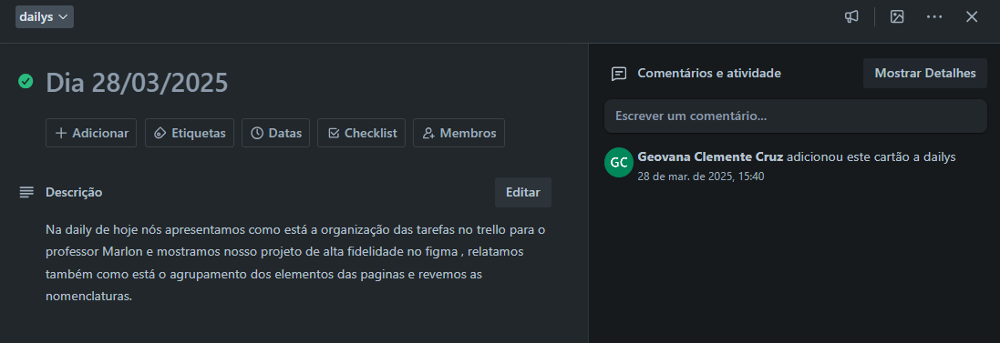 dailys
Dia 28/03/2025
Adicionar
Etiquetas
Datas
Checklist
Membros
Descrição
Editar
Na daily de hoje nós apresentamos como está a organização das tarefas no trello para o
professor Marlon e mostramos nosso projeto de alta fidelidade no figma , relatamos
também como está o agrupamento dos elementos das paginas e revemos as
nomenclaturas.
Comentários e atividade
Mostrar Detalhes
Escrever um comentário...
GC
Geovana Clemente Cruz adicionou este cartão a dailys
28 de mar. de 2025, 15:40